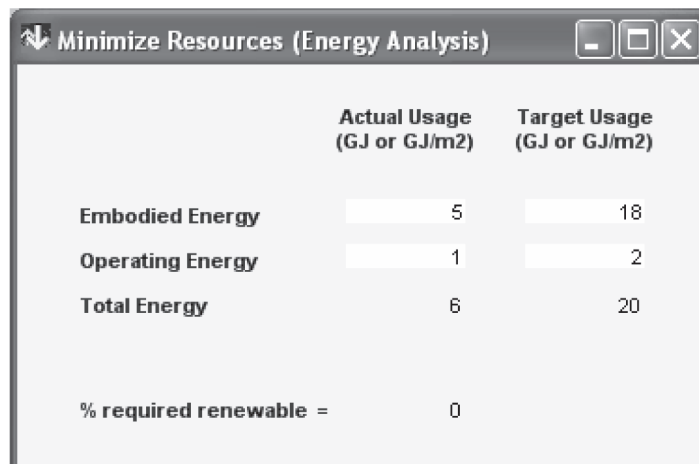 Minimize Resources (Energy Analysis)
Actual Usage Target Usage
(GJ or GJ/m2) (GJ or GJ/m2)
Embodied Energy 5 18
Operating Energy 1 2
Total Energy 6 20
% required renewable = 0